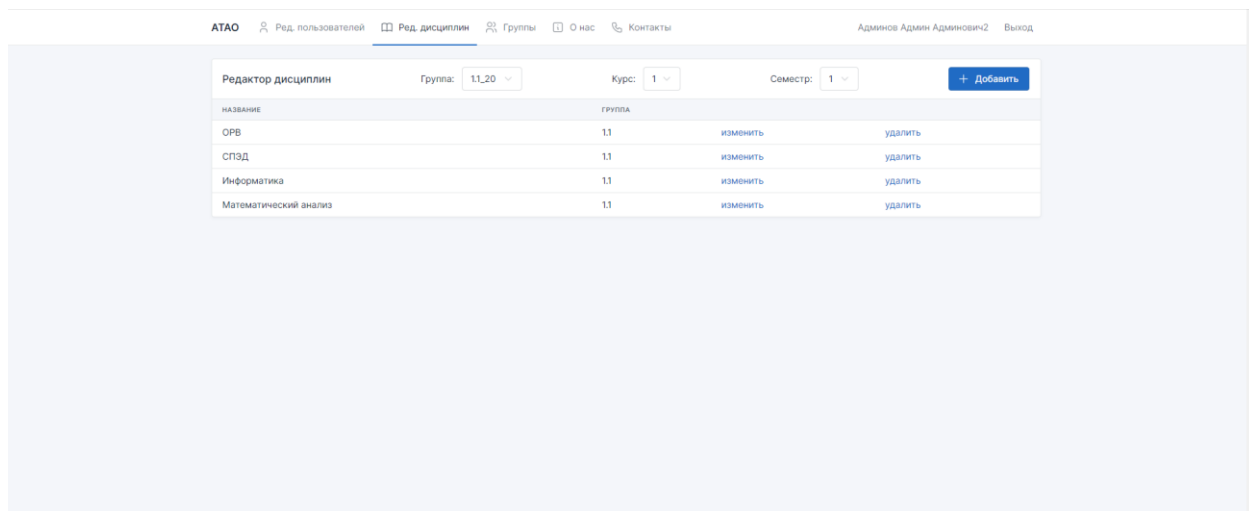 АТАО Ред. пользователей Ред. дисциплин Группы О нас Контакты Админов Админ Админович2 Выход
Редактор дисциплин Группа: 1.1_20 Курс: 1 Семестр: 1 + Добавить
НАЗВАНИЕ ГРУППА
ОРВ 1.1 изменить удалить
СПЭД 1.1 изменить удалить
Информатика 1.1 изменить удалить
Математический анализ 1.1 изменить удалить